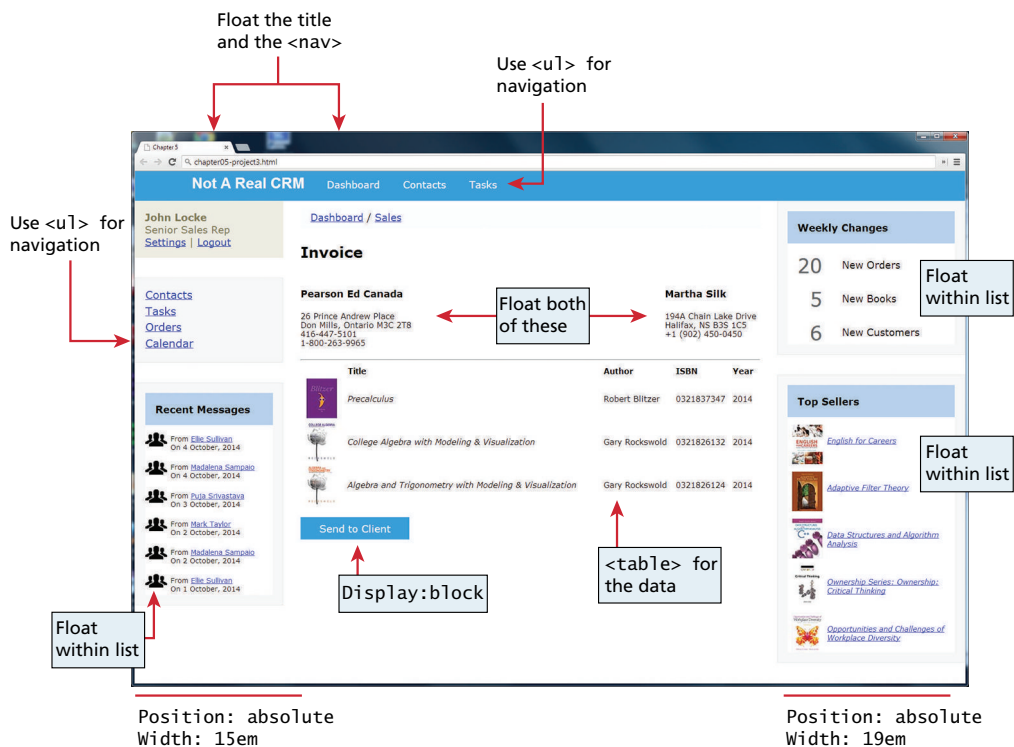 Float the title
and the <nav>
Use <ul> for
navigation
Chapter 5
chapter05-project3.html
Not A Real CRM Dashboard Contacts Tasks
Use <ul> for
navigation
John Locke
Senior Sales Rep
Settings | Logout
Contacts
Tasks
Orders
Calendar
Recent Messages
From Ellie Sullivan
On 4 October, 2014
From Madalena Sampaio
On 4 October, 2014
From Puja Srivastava
On 3 October, 2014
From Mark Taylor
On 2 October, 2014
From Madalena Sampaio
On 2 October, 2014
From Ellie Sullivan
On 1 October, 2014
Float
within list
Dashboard / Sales
Invoice
Pearson Ed Canada
26 Prince Andrew Place
Don Mills, Ontario M3C 2T8
416-447-5101
1-800-263-9965
Float both
of these
Martha Silk
194A Chain Lake Drive
Halifax, NS B3S 1C5
+1 (902) 450-0450
Title Author ISBN Year
Blitzer
Precalculus Robert Blitzer 0321837347 2014
College Algebra with Modeling & Visualization Gary Rockswold 0321826132 2014
Algebra and Trigonometry with Modeling & Visualization Gary Rockswold 0321826124 2014
Send to Client
Display:block
<table> for
the data
Weekly Changes
20 New Orders
5 New Books
6 New Customers
Float
within list
Top Sellers
English for Careers
Adaptive Filter Theory
Data Structures and Algorithm
Analysis
Critical Thinking
Ownership Series: Ownership:
Critical Thinking
Opportunities and Challenges of
Workplace Diversity
Float
within list
Position: absolute
Width: 15em
Position: absolute
Width: 19em